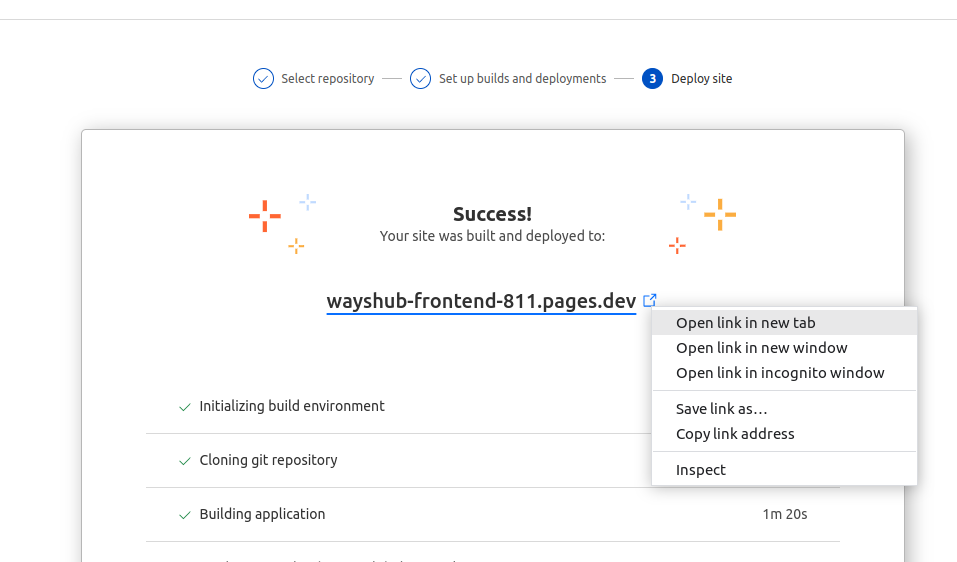 Select repository
Set up builds and deployments
3 Deploy site
Success!
Your site was built and deployed to:
wayshub-frontend-811.pages.dev
Open link in new tab
Open link in new window
Open link in incognito window
Save link as…
Copy link address
Inspect
Initializing build environment
Cloning git repository
Building application 1m 20s